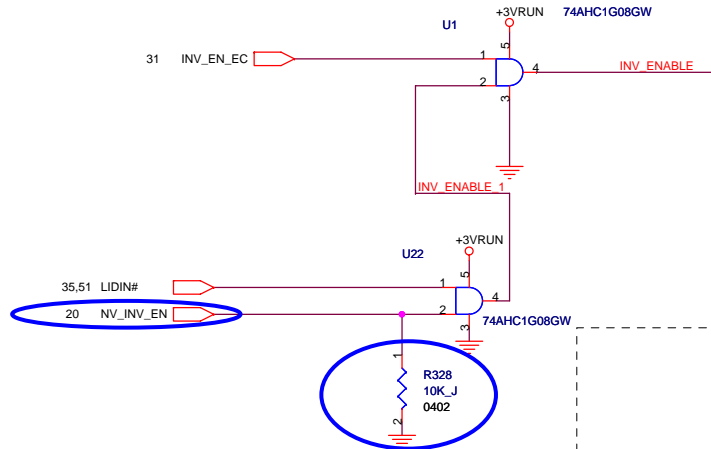 +3VRUN 74AHC1G08GW
U1
5
31 INV_EN_EC 1
4 INV_ENABLE
2
3
INV_ENABLE_1
+3VRUN
U22
5
35,51 LIDIN# 1
4
20 NV_INV_EN 2
74AHC1G08GW
3
1
R328
10K_J
0402
2